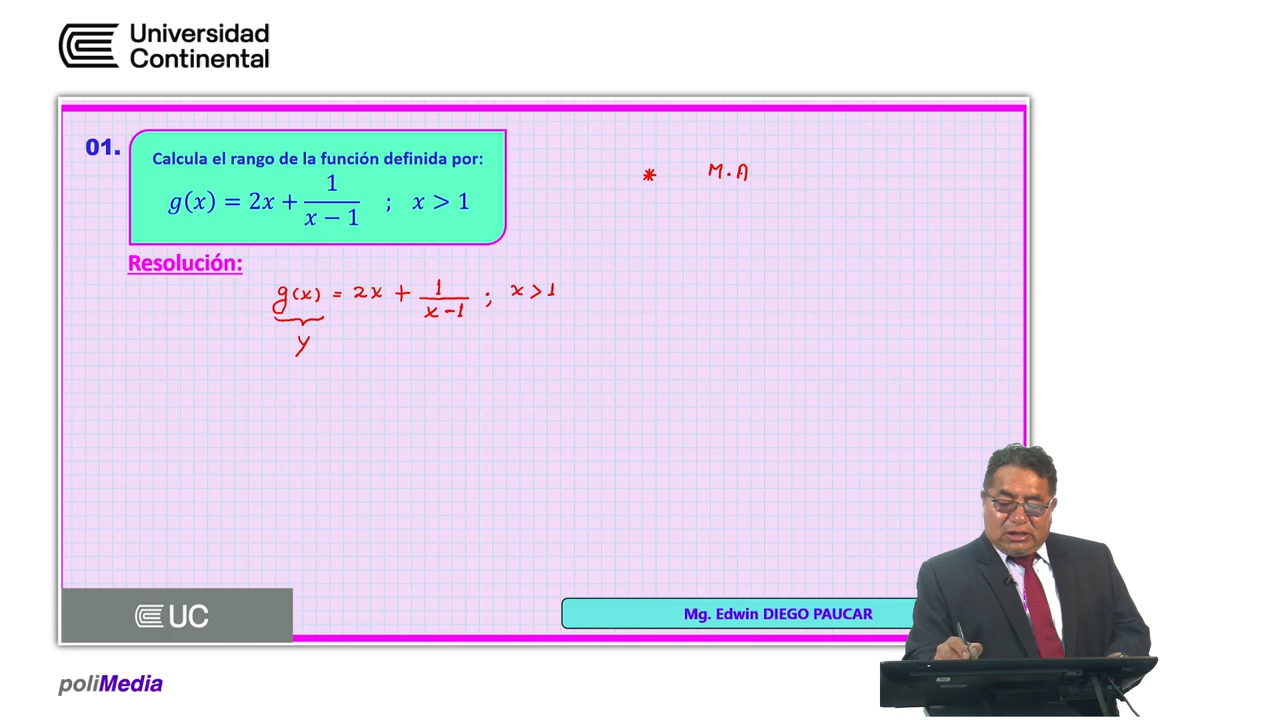 Universidad
Continental
01.
Calcula el rango de la función definida por:
g(x) = 2x + 1/(x − 1) ; x > 1
Resolución:
* M.A
g(x) = 2x + 1/(x-1) ; x > 1
y
UC
Mg. Edwin DIEGO PAUCAR
poliMedia